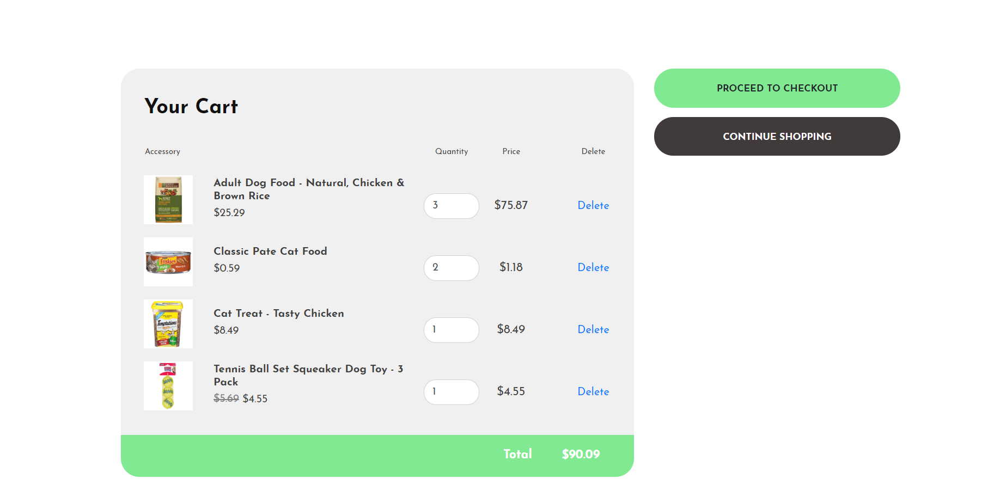 Your Cart
PROCEED TO CHECKOUT
CONTINUE SHOPPING
Accessory Quantity Price Delete
Adult Dog Food - Natural, Chicken &
Brown Rice
$25.29
3 $75.87 Delete
Classic Pate Cat Food
$0.59
2 $1.18 Delete
Friskies
Pate
Cat Treat - Tasty Chicken
$8.49
1 $8.49 Delete
Temptations
Tennis Ball Set Squeaker Dog Toy - 3
Pack
$5.69 $4.55
1 $4.55 Delete
Total $90.09